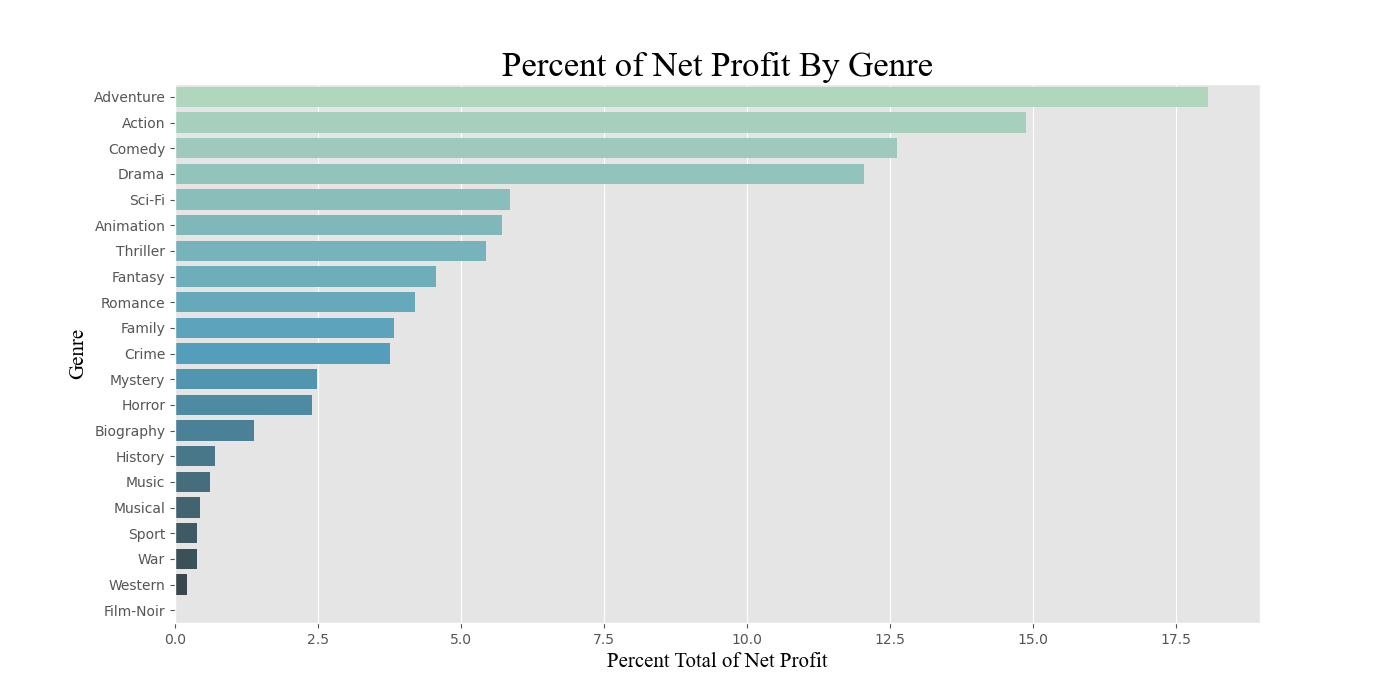 Percent of Net Profit By Genre
Adventure
Action
Comedy
Drama
Sci-Fi
Animation
Thriller
Fantasy
Romance
Family
Crime
Mystery
Horror
Biography
History
Music
Musical
Sport
War
Western
Film-Noir
Genre
0.0 2.5 5.0 7.5 10.0 12.5 15.0 17.5
Percent Total of Net Profit